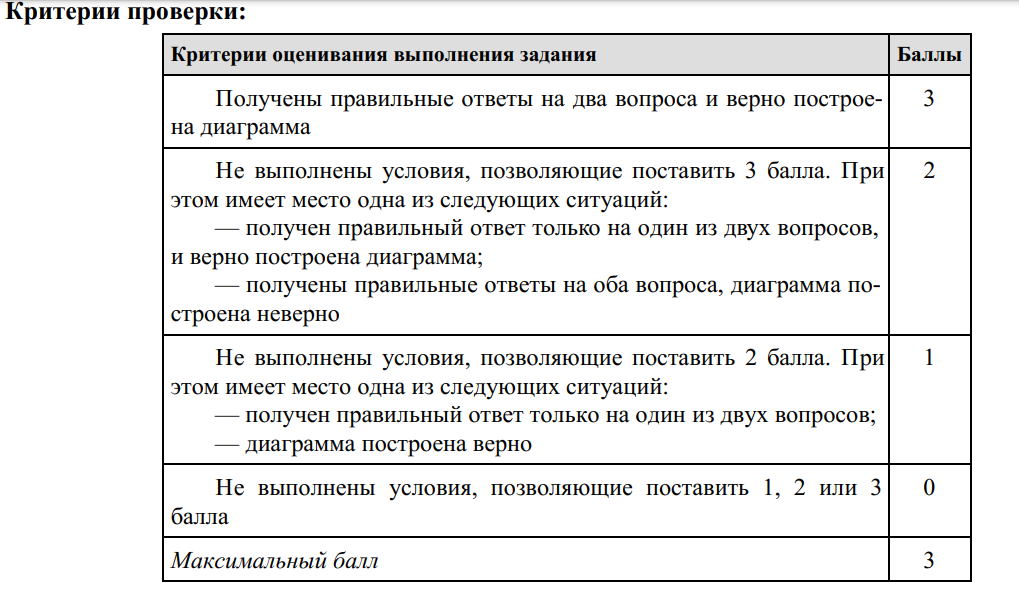 Критерии проверки:
Критерии оценивания выполнения задания Баллы
Получены правильные ответы на два вопроса и верно построе- 3
на диаграмма
Не выполнены условия, позволяющие поставить 3 балла. При 2
этом имеет место одна из следующих ситуаций:
— получен правильный ответ только на один из двух вопросов,
и верно построена диаграмма;
— получены правильные ответы на оба вопроса, диаграмма по-
строена неверно
Не выполнены условия, позволяющие поставить 2 балла. При 1
этом имеет место одна из следующих ситуаций:
— получен правильный ответ только на один из двух вопросов;
— диаграмма построена верно
Не выполнены условия, позволяющие поставить 1, 2 или 3 0
балла
Максимальный балл 3